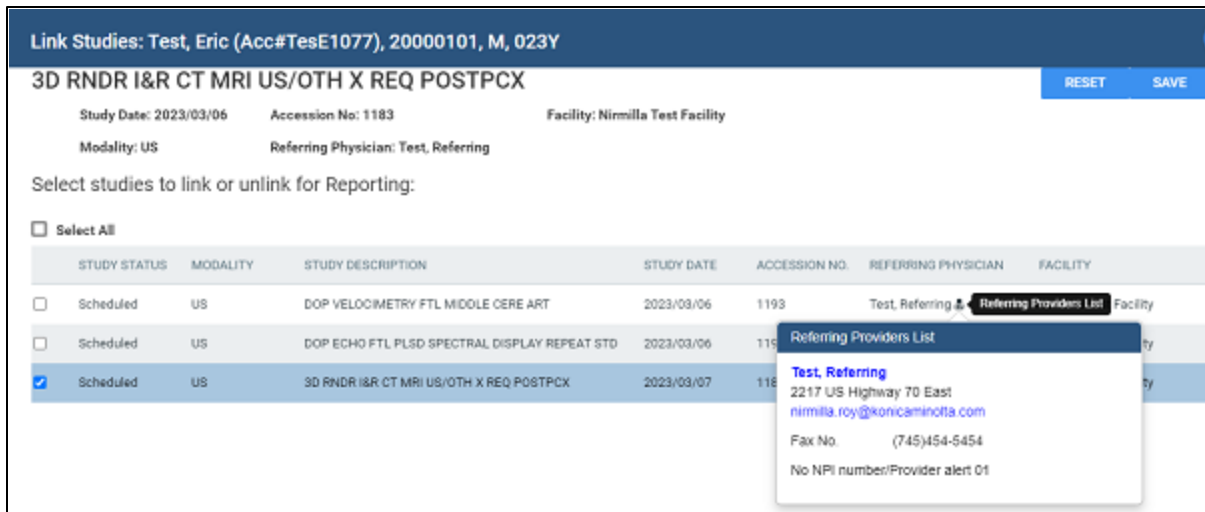 Link Studies: Test, Eric (Acc#TesE1077), 20000101, M, 023Y
3D RNDR I&R CT MRI US/OTH X REQ POSTPCX
RESET SAVE
Study Date: 2023/03/06 Accession No: 1183 Facility: Nirmilla Test Facility
Modality: US Referring Physician: Test, Referring
Select studies to link or unlink for Reporting:
Select All
STUDY STATUS MODALITY STUDY DESCRIPTION STUDY DATE ACCESSION NO. REFERRING PHYSICIAN FACILITY
Scheduled US DOP VELOCIMETRY FTL MIDDLE CERE ART 2023/03/06 1193 Test, Referring Referring Providers List Facility
Scheduled US DOP ECHO FTL PLSD SPECTRAL DISPLAY REPEAT STD 2023/03/06 119 ty
Scheduled US 3D RNDR I&R CT MRI US/OTH X REQ POSTPCX 2023/03/07 118 ty
Referring Providers List
Test, Referring
2217 US Highway 70 East
nirmilla.roy@konicaminolta.com
Fax No. (745)454-5454
No NPI number/Provider alert 01